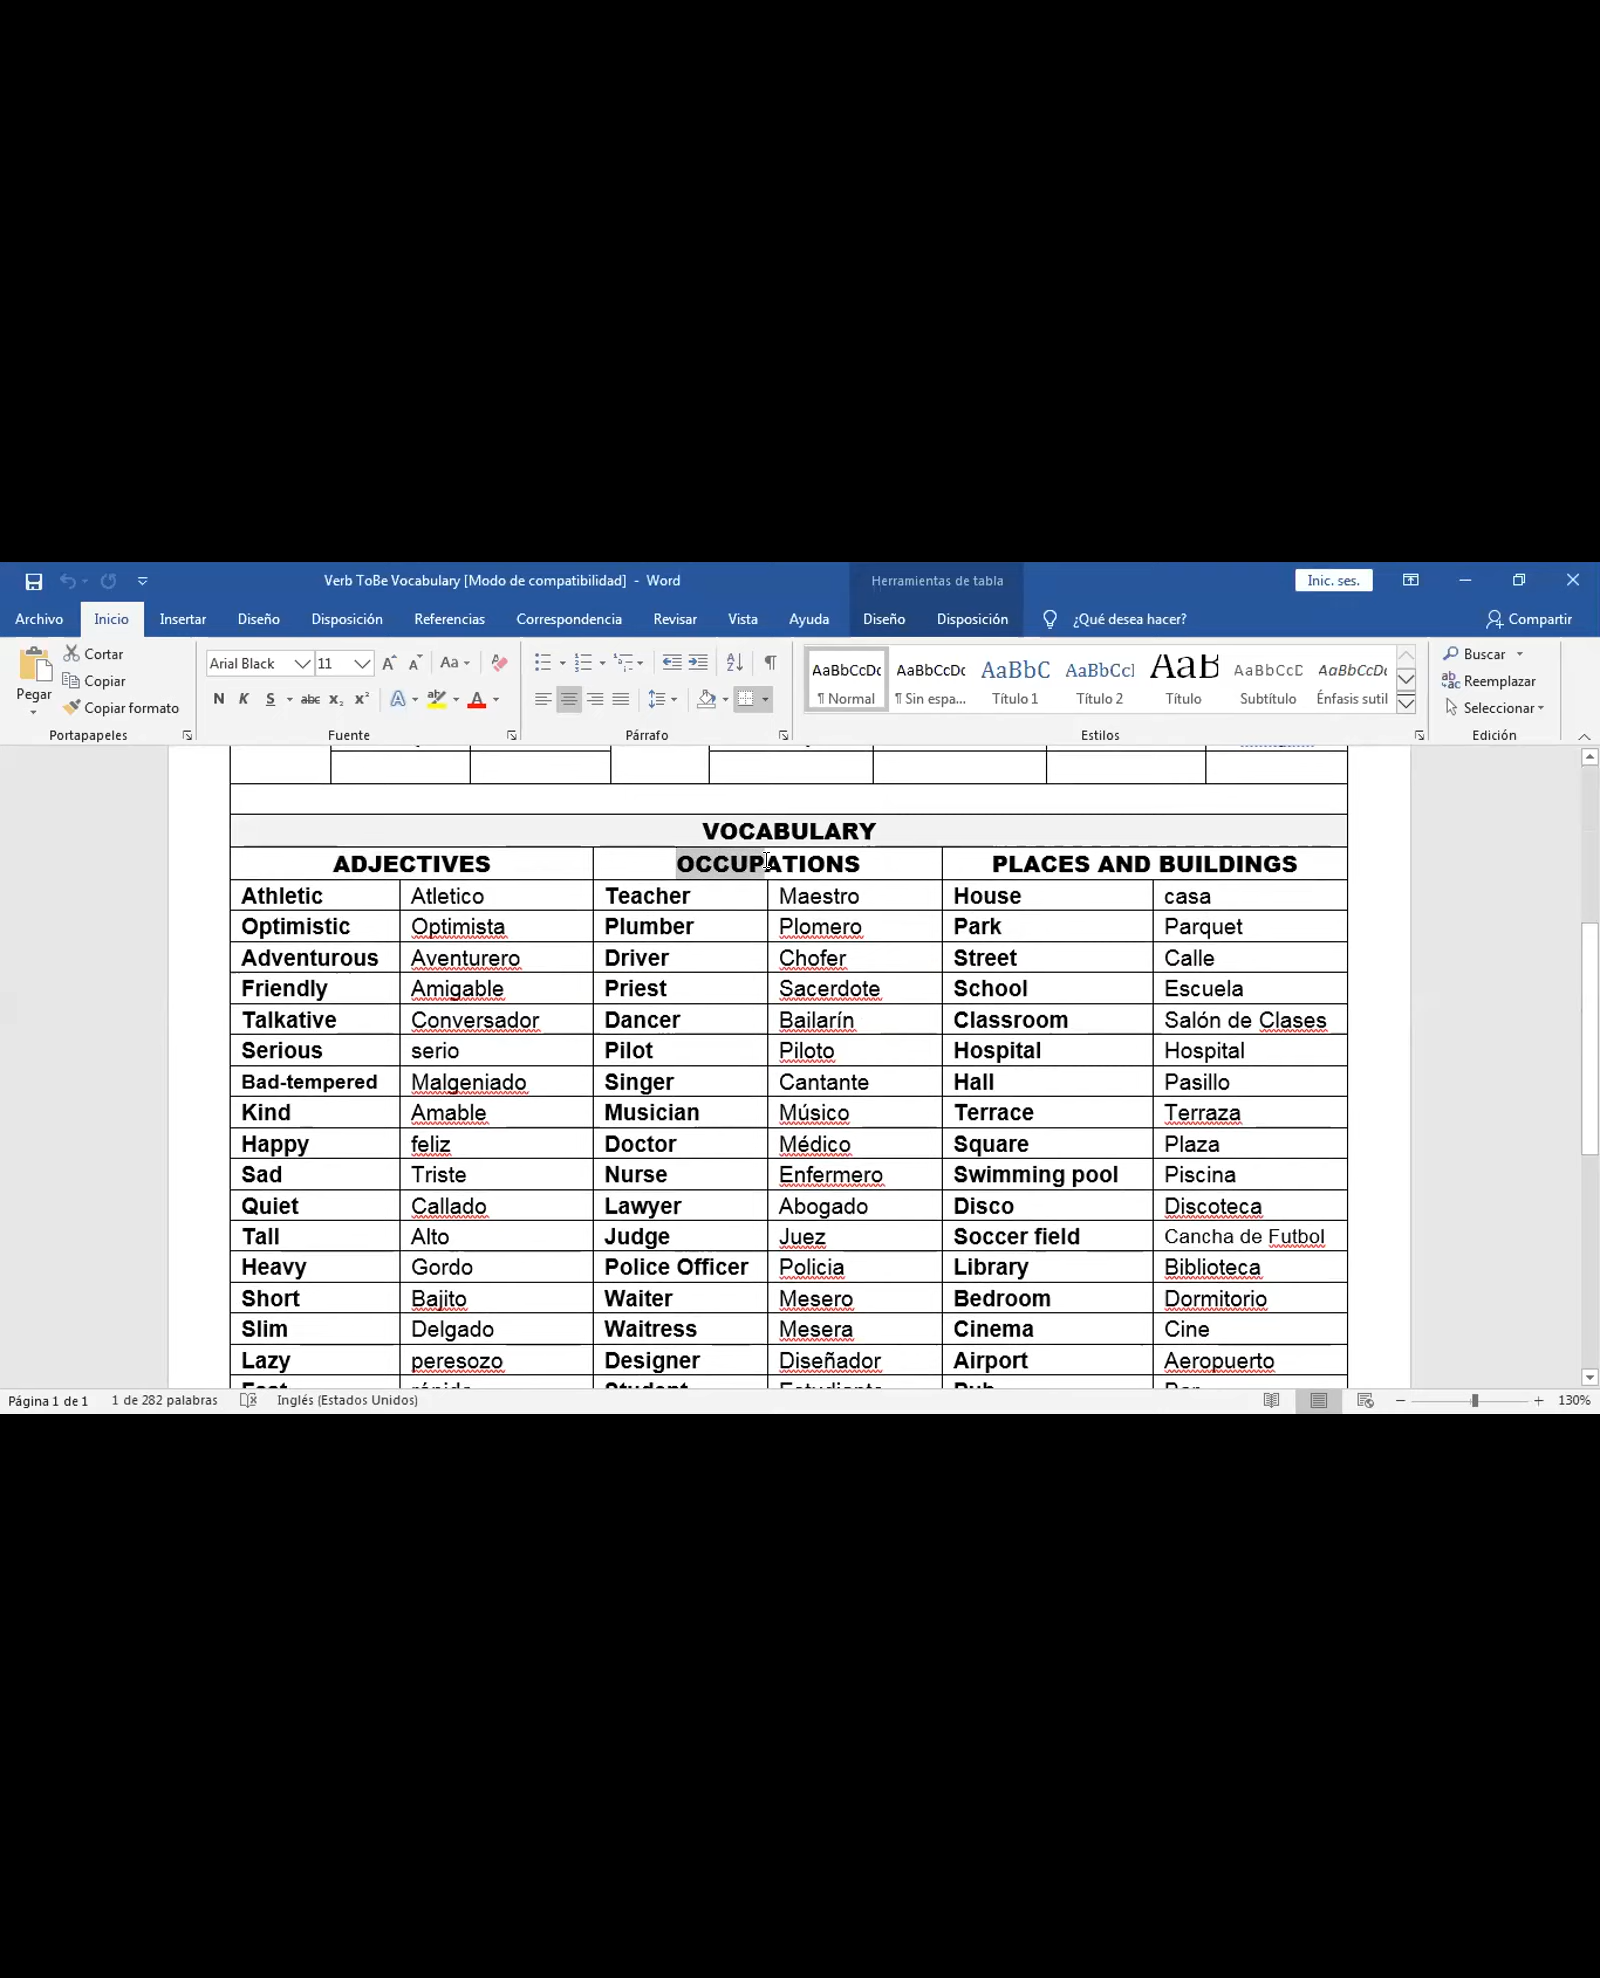 Verb ToBe Vocabulary [Modo de compatibilidad] - Word Herramientas de tabla Inic. ses.
Archivo Inicio Insertar Diseño Disposición Referencias Correspondencia Revisar Vista Ayuda Diseño Disposición ¿Qué desea hacer? Compartir
Pegar Cortar Copiar Copiar formato
Portapapeles
Arial Black 11 Aa
N K S abc x₂ x² A A
Fuente
Párrafo
AaBbCcDc AaBbCcDc AaBbC AaBbCcl AaB AaBbCcD AaBbCcDc
¶ Normal ¶ Sin espa... Título 1 Título 2 Título Subtítulo Énfasis sutil
Estilos
Buscar
Reemplazar
Seleccionar
Edición
VOCABULARY
ADJECTIVES OCCUPATIONS PLACES AND BUILDINGS
Athletic Atletico Teacher Maestro House casa
Optimistic Optimista Plumber Plomero Park Parquet
Adventurous Aventurero Driver Chofer Street Calle
Friendly Amigable Priest Sacerdote School Escuela
Talkative Conversador Dancer Bailarín Classroom Salón de Clases
Serious serio Pilot Piloto Hospital Hospital
Bad-tempered Malgeniado Singer Cantante Hall Pasillo
Kind Amable Musician Músico Terrace Terraza
Happy feliz Doctor Médico Square Plaza
Sad Triste Nurse Enfermero Swimming pool Piscina
Quiet Callado Lawyer Abogado Disco Discoteca
Tall Alto Judge Juez Soccer field Cancha de Futbol
Heavy Gordo Police Officer Policia Library Biblioteca
Short Bajito Waiter Mesero Bedroom Dormitorio
Slim Delgado Waitress Mesera Cinema Cine
Lazy peresozo Designer Diseñador Airport Aeropuerto
Página 1 de 1 1 de 282 palabras Inglés (Estados Unidos) 130%